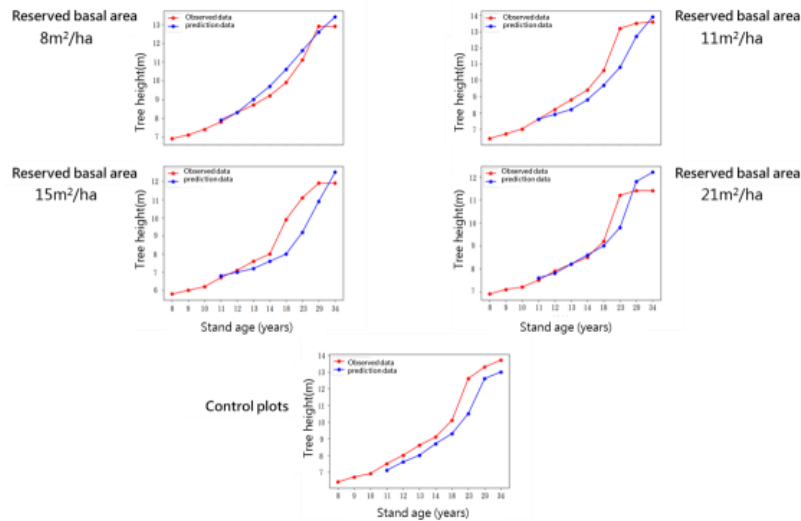 Reserved basal area
8m²/ha
Tree height(m)
Observed data
prediction data
13
12
11
10
9
8
7
8 9 10 11 12 13 14 18 23 29 34
Reserved basal area
11m²/ha
Tree height(m)
Observed data
prediction data
14
13
12
11
10
9
8
7
8 9 10 11 12 13 14 18 23 29 34
Reserved basal area
15m²/ha
Tree height(m)
Observed data
prediction data
12
11
10
9
8
7
6
8 9 10 11 12 13 14 18 23 29 34
Stand age (years)
Reserved basal area
21m²/ha
Tree height(m)
Observed data
prediction data
12
11
10
9
8
7
8 9 10 11 12 13 14 18 23 29 34
Stand age (years)
Control plots
Tree height(m)
Observed data
prediction data
14
13
12
11
10
9
8
7
8 9 10 11 12 13 14 18 23 29 34
Stand age (years)